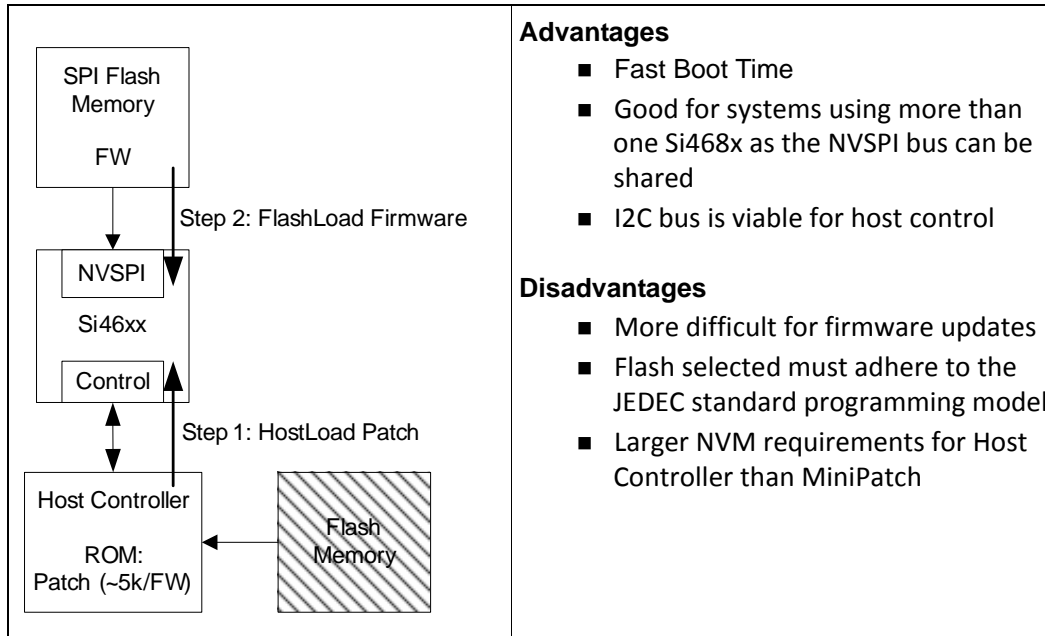 SPI Flash
Memory
FW
Step 2: FlashLoad Firmware
NVSPI
Si46xx
Control
Step 1: HostLoad Patch
Host Controller
ROM:
Patch (~5k/FW)
Flash
Memory
Advantages
■ Fast Boot Time
■ Good for systems using more than
one Si468x as the NVSPI bus can be
shared
■ I2C bus is viable for host control
Disadvantages
■ More difficult for firmware updates
■ Flash selected must adhere to the
JEDEC standard programming model
■ Larger NVM requirements for Host
Controller than MiniPatch